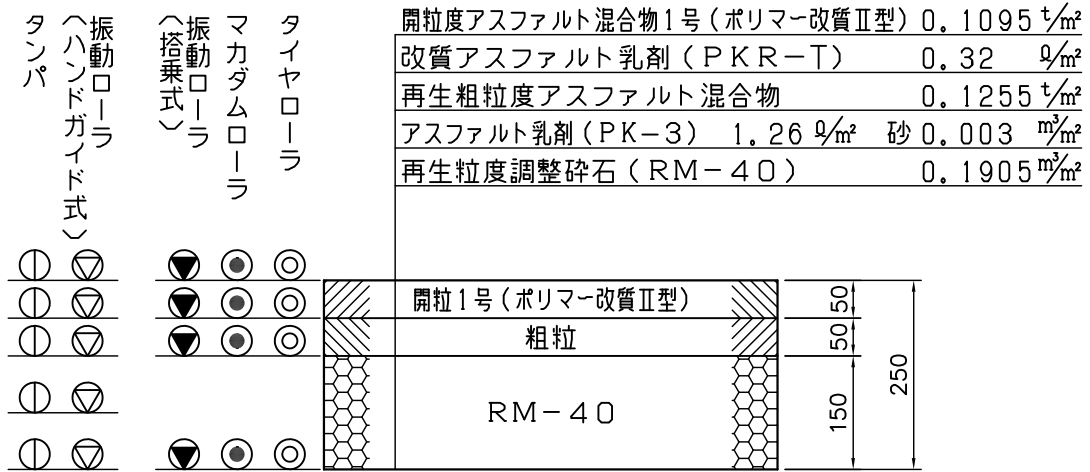 タンパ
振動ローラ
(ハンドガイド式)
振動ローラ
(搭乗式)
マカダムローラ
タイヤローラ
開粒度アスファルト混合物1号(ポリマー改質Ⅱ型) 0.1095 t/m²
改質アスファルト乳剤(PKR-T) 0.32 ℓ/m²
再生粗粒度アスファルト混合物 0.1255 t/m²
アスファルト乳剤(PK-3) 1.26 ℓ/m² 砂 0.003 m³/m²
再生粒度調整砕石(RM-40) 0.1905 m³/m²
開粒1号(ポリマー改質Ⅱ型)
粗粒
RM-40
50
50
150
250